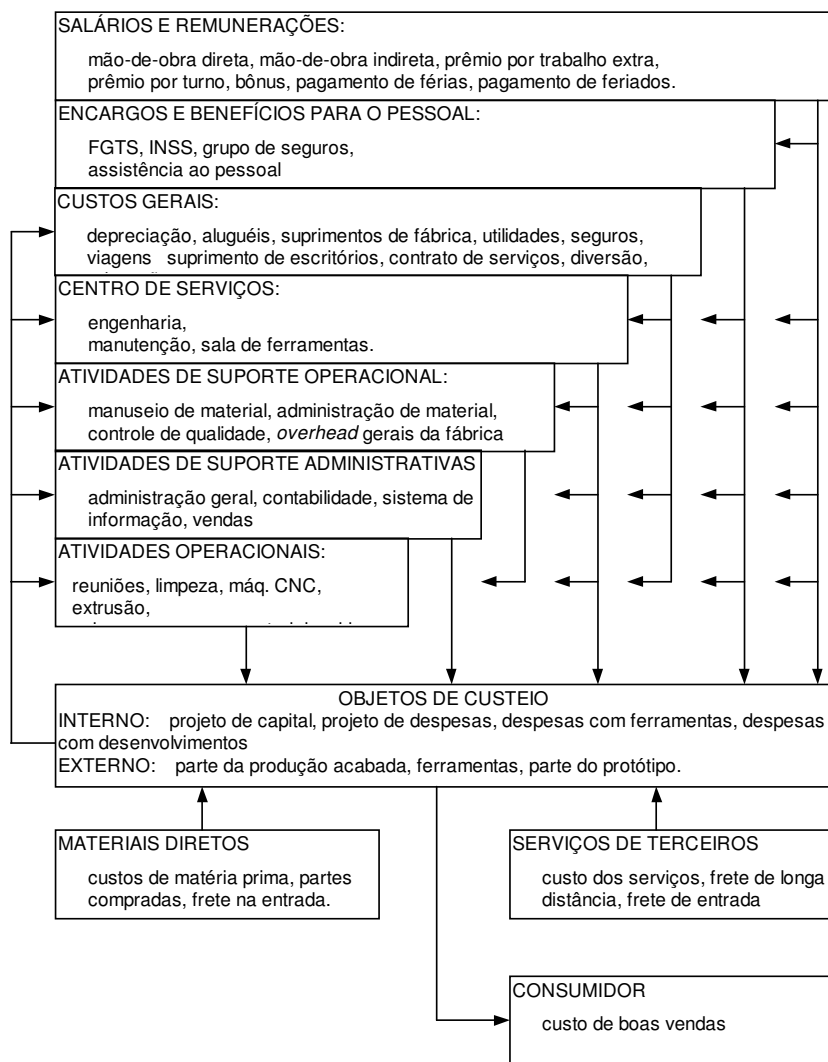 SALÁRIOS E REMUNERAÇÕES:
mão-de-obra direta, mão-de-obra indireta, prêmio por trabalho extra,
prêmio por turno, bônus, pagamento de férias, pagamento de feriados.
ENCARGOS E BENEFÍCIOS PARA O PESSOAL:
FGTS, INSS, grupo de seguros,
assistência ao pessoal
CUSTOS GERAIS:
depreciação, aluguéis, suprimentos de fábrica, utilidades, seguros,
viagens suprimento de escritórios, contrato de serviços, diversão,
CENTRO DE SERVIÇOS:
engenharia,
manutenção, sala de ferramentas.
ATIVIDADES DE SUPORTE OPERACIONAL:
manuseio de material, administração de material,
controle de qualidade, overhead gerais da fábrica
ATIVIDADES DE SUPORTE ADMINISTRATIVAS
administração geral, contabilidade, sistema de
informação, vendas
ATIVIDADES OPERACIONAIS:
reuniões, limpeza, máq. CNC,
extrusão,
OBJETOS DE CUSTEIO
INTERNO: projeto de capital, projeto de despesas, despesas com ferramentas, despesas
com desenvolvimentos
EXTERNO: parte da produção acabada, ferramentas, parte do protótipo.
MATERIAIS DIRETOS
custos de matéria prima, partes
compradas, frete na entrada.
SERVIÇOS DE TERCEIROS
custo dos serviços, frete de longa
distância, frete de entrada
CONSUMIDOR
custo de boas vendas